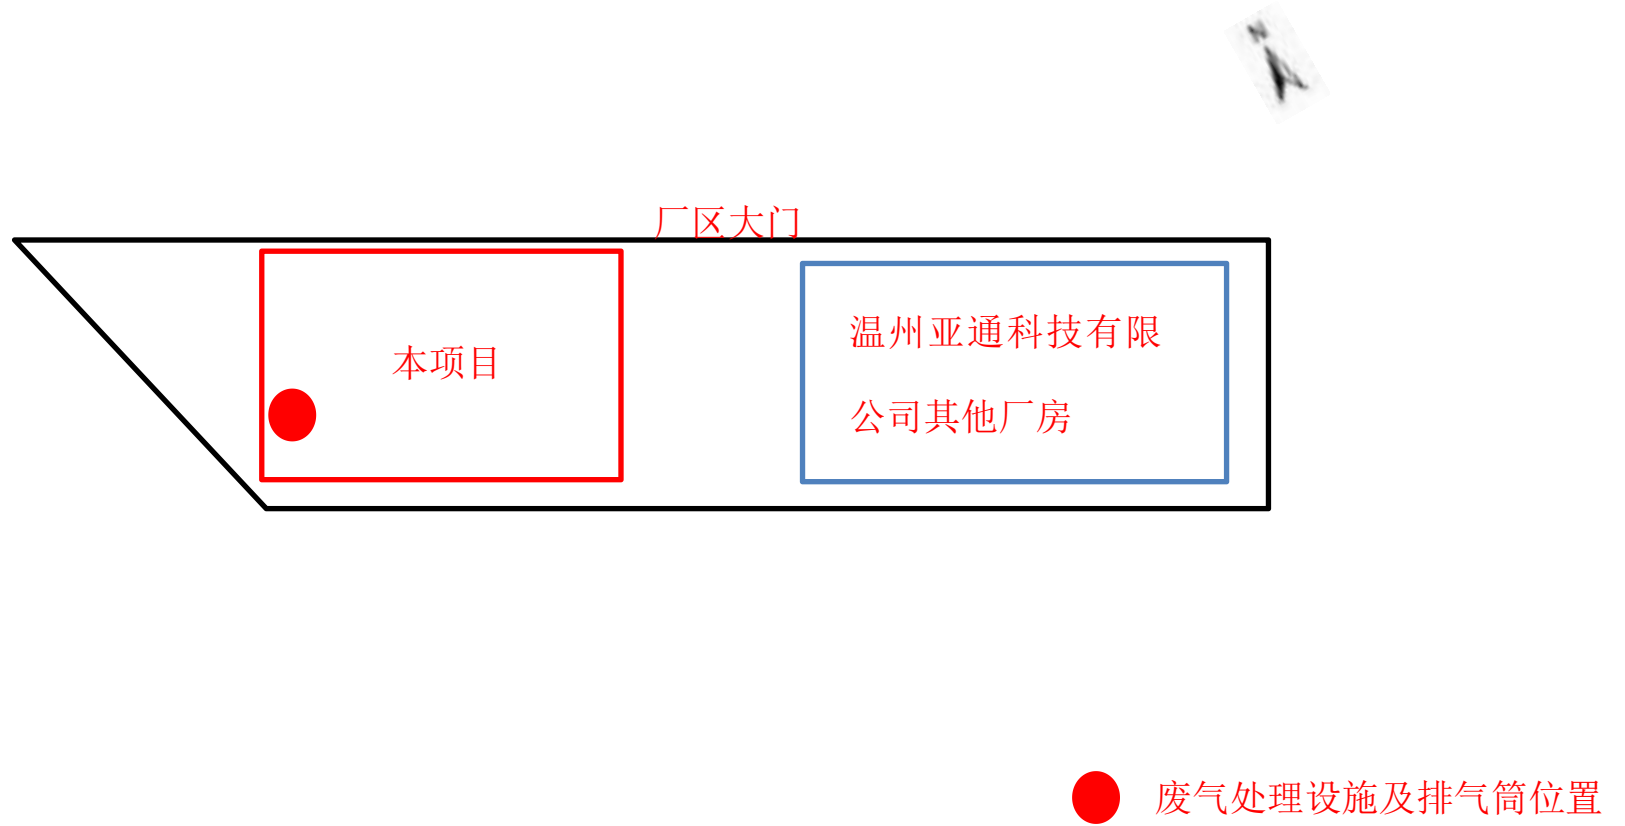 N
厂区大门
本项目
温州亚通科技有限
公司其他厂房
废气处理设施及排气筒位置